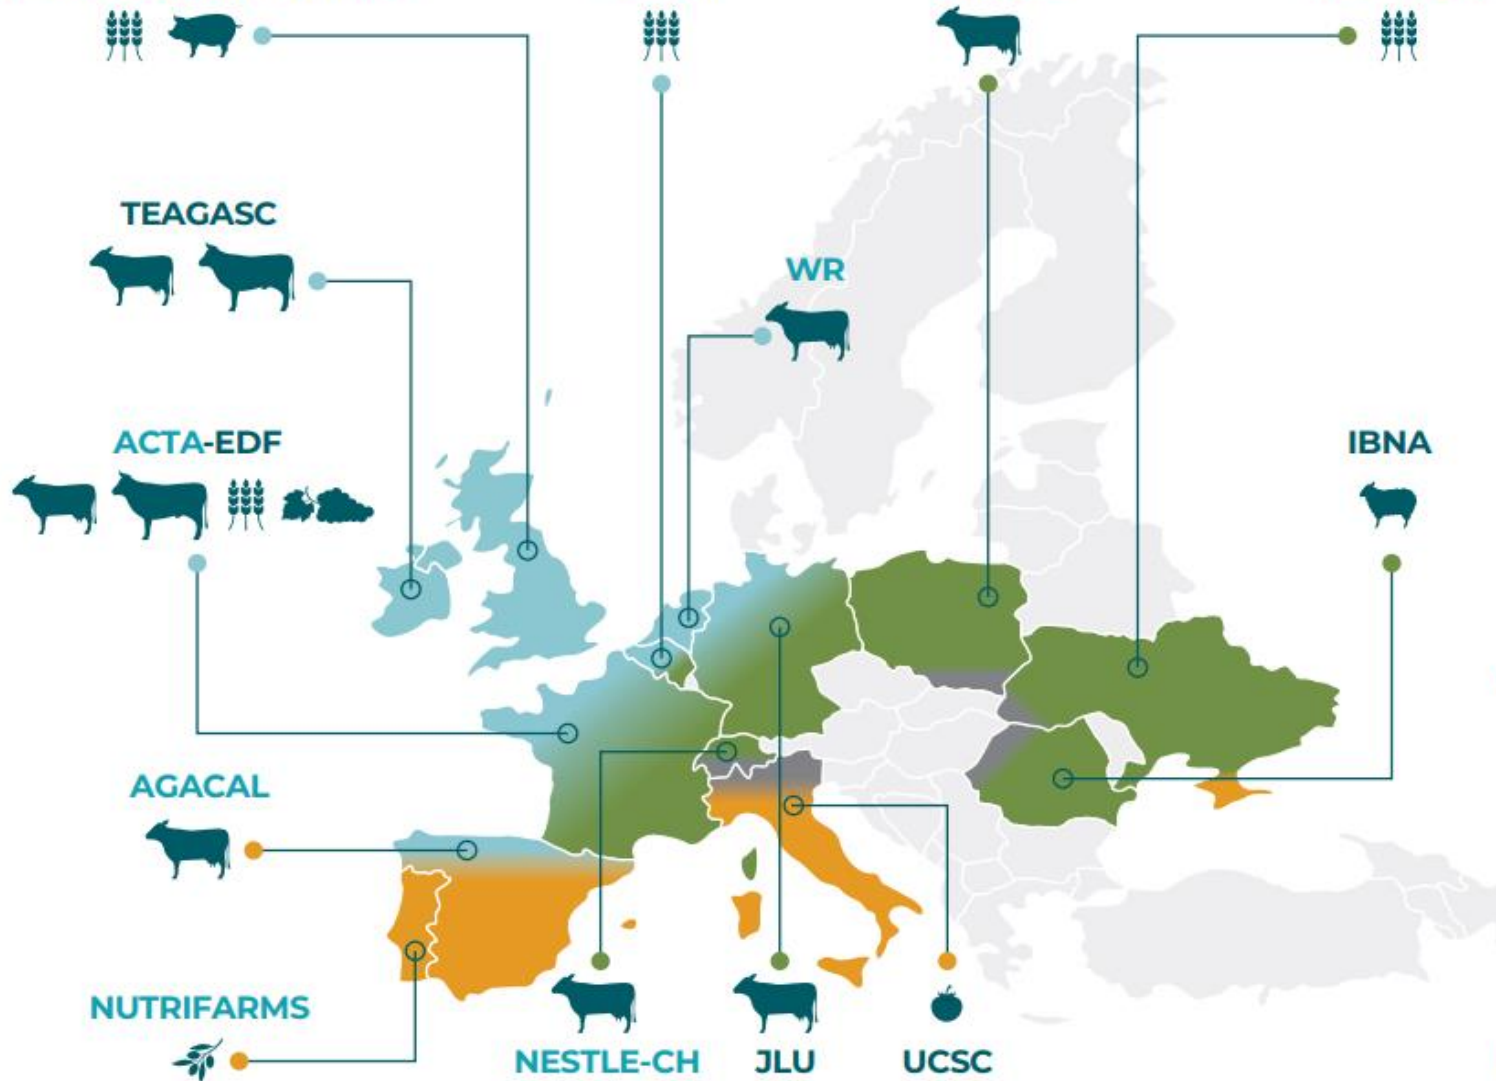 TEAGASC
WR
ACTA-EDF
IBNA
AGACAL
NUTRIFARMS
NESTLE-CH
JLU
UCSC